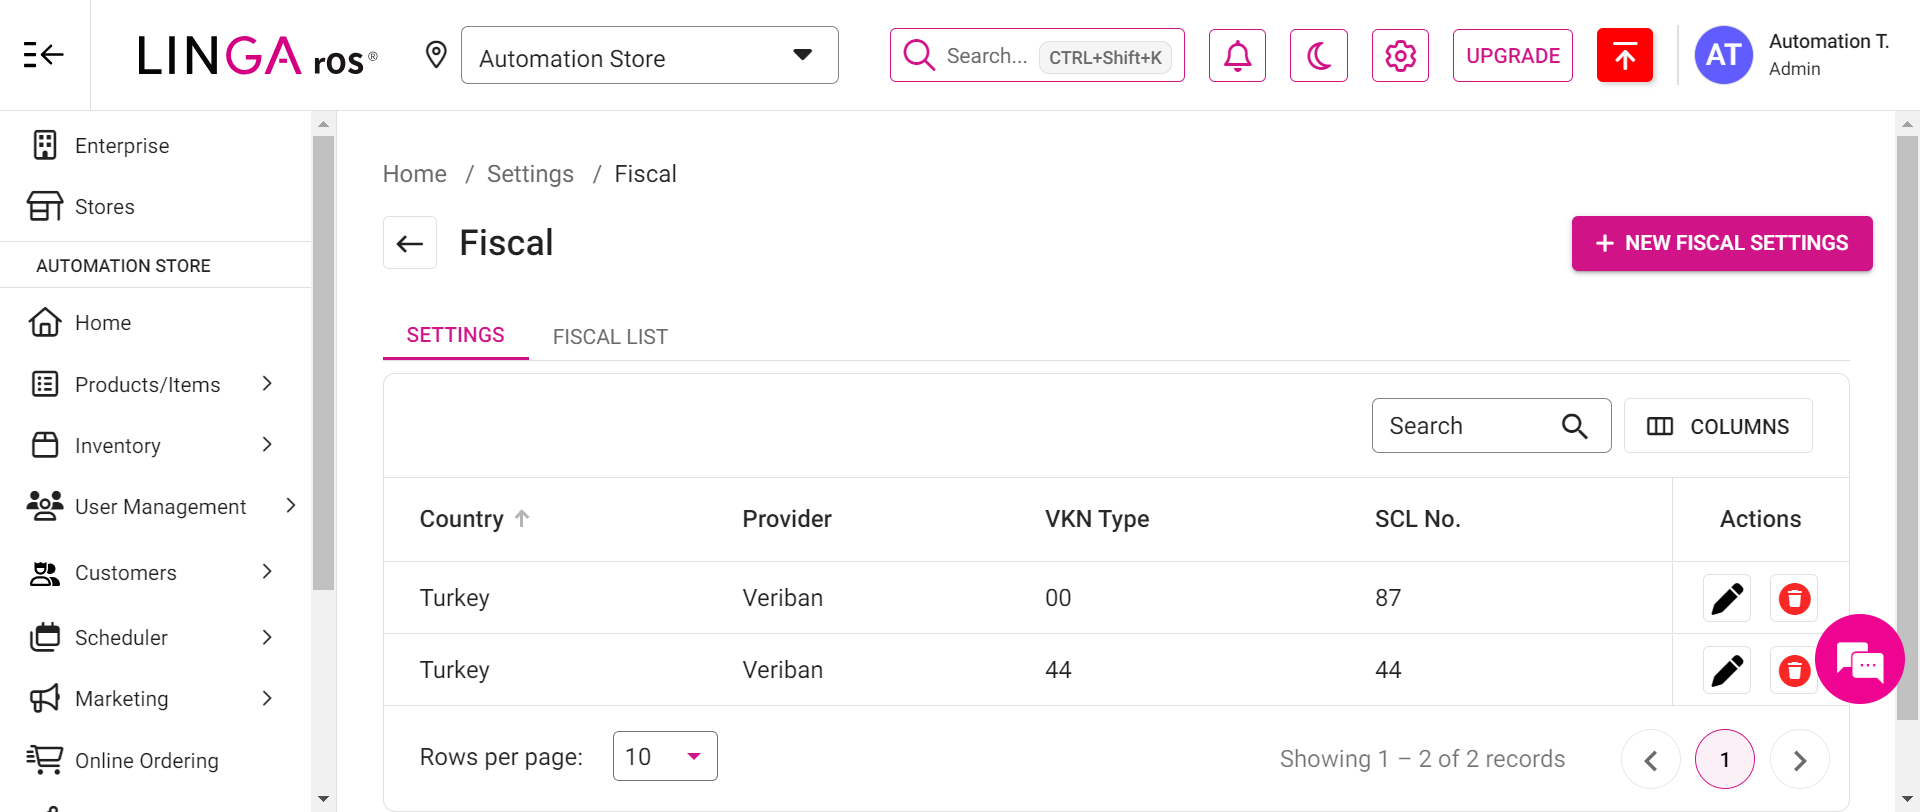 LINGA ros®
Automation Store
Search... CTRL+Shift+K
UPGRADE
AT
Automation T.
Admin
Enterprise
Stores
AUTOMATION STORE
Home
Products/Items
Inventory
User Management
Customers
Scheduler
Marketing
Online Ordering
Home / Settings / Fiscal
Fiscal
+ NEW FISCAL SETTINGS
SETTINGS FISCAL LIST
Search COLUMNS
Country Provider VKN Type SCL No. Actions
Turkey Veriban 00 87
Turkey Veriban 44 44
Rows per page: 10 Showing 1 – 2 of 2 records 1